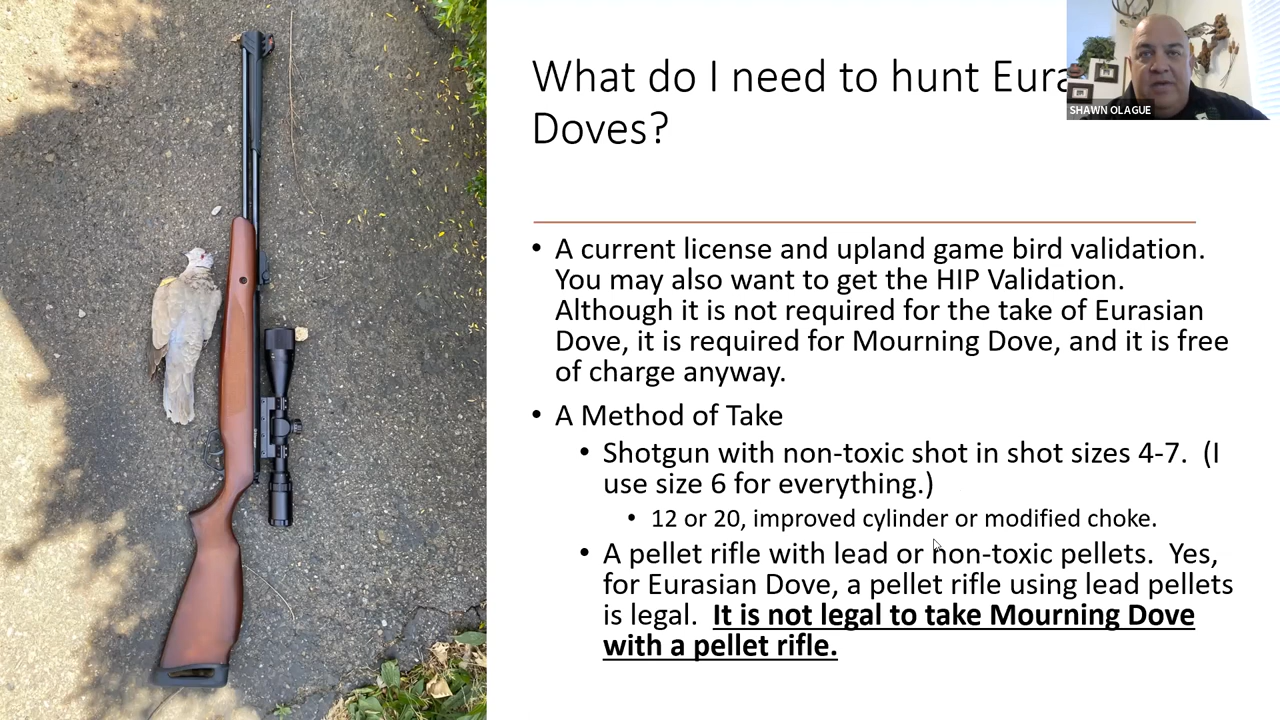 What do I need to hunt Eura
Doves?
SHAWN OLAGUE
• A current license and upland game bird validation.
You may also want to get the HIP Validation.
Although it is not required for the take of Eurasian
Dove, it is required for Mourning Dove, and it is free
of charge anyway.
• A Method of Take
• Shotgun with non-toxic shot in shot sizes 4-7. (I
use size 6 for everything.)
• 12 or 20, improved cylinder or modified choke.
• A pellet rifle with lead or non-toxic pellets. Yes,
for Eurasian Dove, a pellet rifle using lead pellets
is legal. It is not legal to take Mourning Dove
with a pellet rifle.